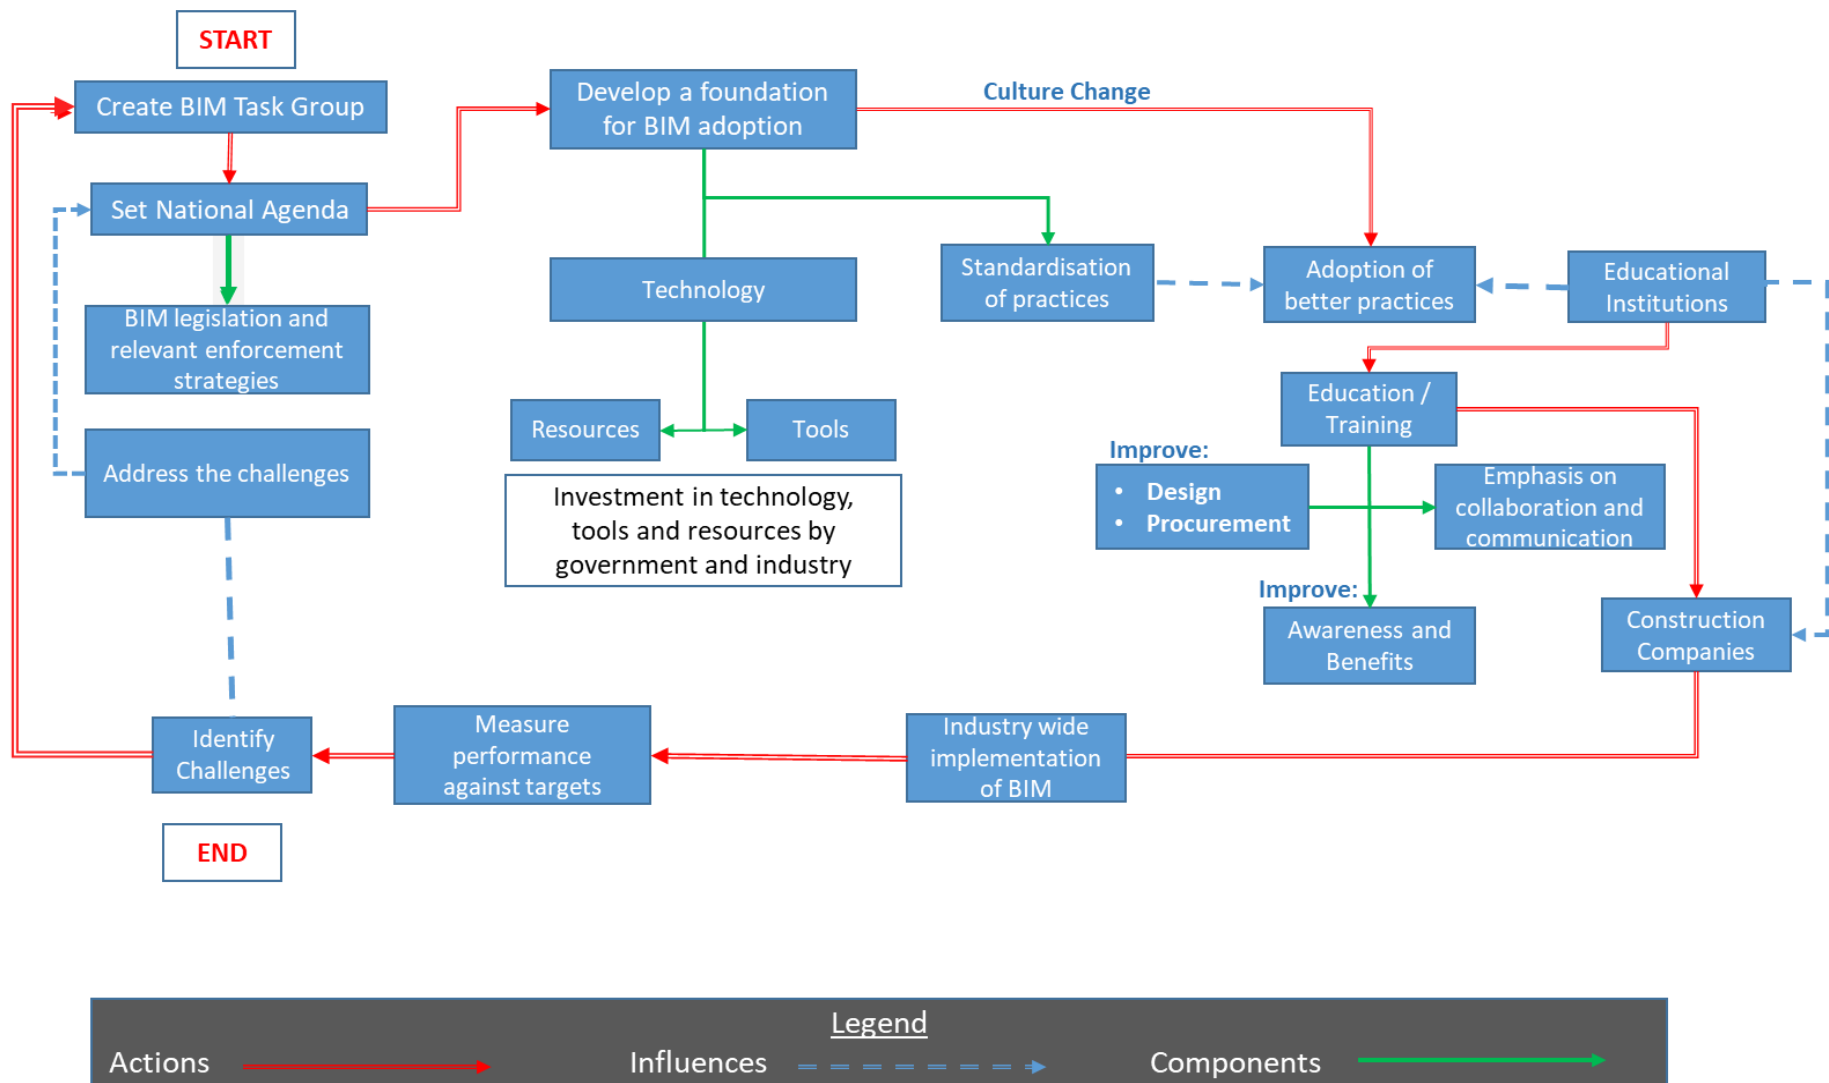 START
Create BIM Task Group
Set National Agenda
BIM legislation and
relevant enforcement
strategies
Address the challenges
Develop a foundation
for BIM adoption
Culture Change
Technology
Standardisation
of practices
Adoption of
better practices
Educational
Institutions
Resources
Tools
Investment in technology,
tools and resources by
government and industry
Education /
Training
Improve:
• Design
• Procurement
Emphasis on
collaboration and
communication
Improve:
Awareness and
Benefits
Construction
Companies
Industry wide
implementation
of BIM
Measure
performance
against targets
Identify
Challenges
END
Legend
Actions
Influences
Components